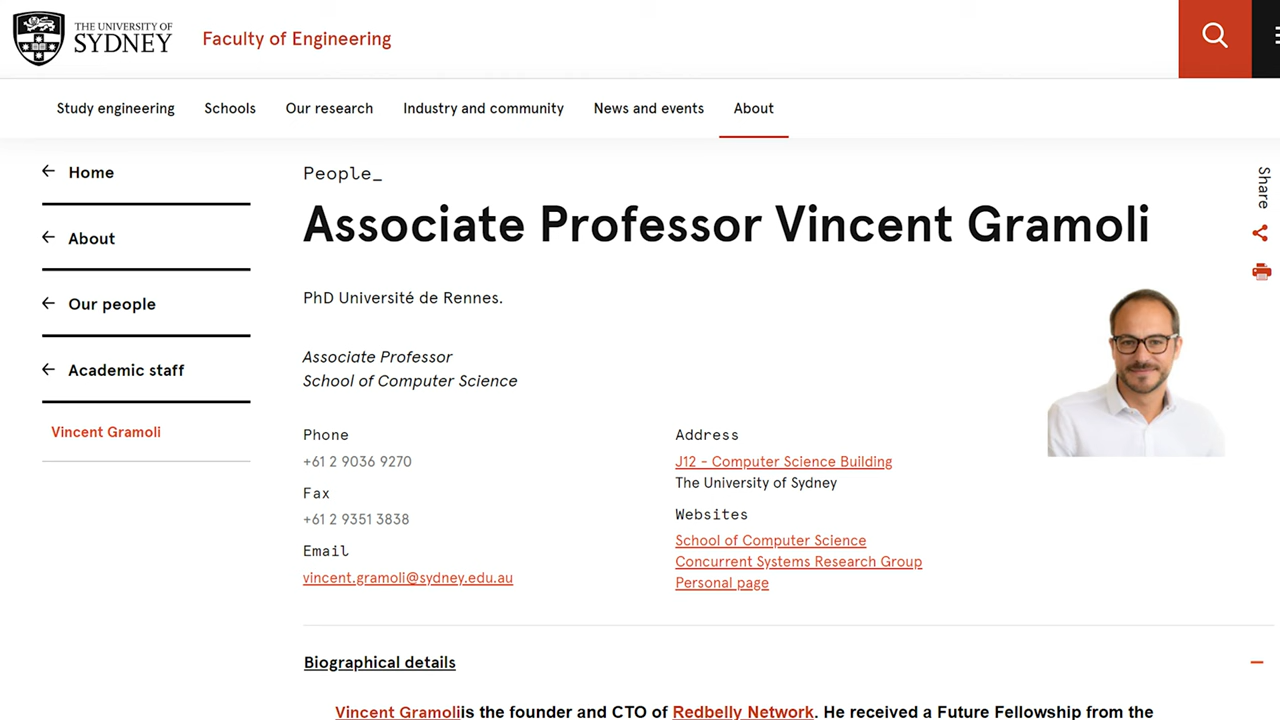 THE UNIVERSITY OF
SYDNEY
Faculty of Engineering
Study engineering
Schools
Our research
Industry and community
News and events
About
Home
About
Our people
Academic staff
Vincent Gramoli
People_
Associate Professor Vincent Gramoli
Share
PhD Université de Rennes.
Associate Professor
School of Computer Science
Phone
+61 2 9036 9270
Fax
+61 2 9351 3838
Email
vincent.gramoli@sydney.edu.au
Address
J12 - Computer Science Building
The University of Sydney
Websites
School of Computer Science
Concurrent Systems Research Group
Personal page
Biographical details
Vincent Gramoliis the founder and CTO of Redbelly Network. He received a Future Fellowship from the